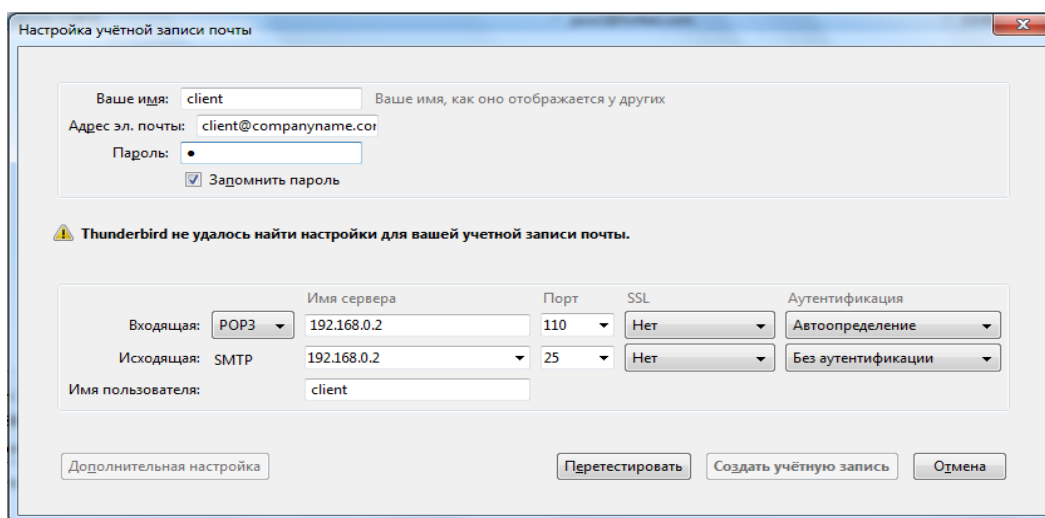 Настройка учётной записи почты
Ваше имя: client Ваше имя, как оно отображается у других
Адрес эл. почты: client@companyname.cor
Пароль: ●
Запомнить пароль
Thunderbird не удалось найти настройки для вашей учетной записи почты.
Имя сервера Порт SSL Аутентификация
Входящая: POP3 192.168.0.2 110 Нет Автоопределение
Исходящая: SMTP 192.168.0.2 25 Нет Без аутентификации
Имя пользователя: client
Дополнительная настройка Перетестировать Создать учётную запись Отмена